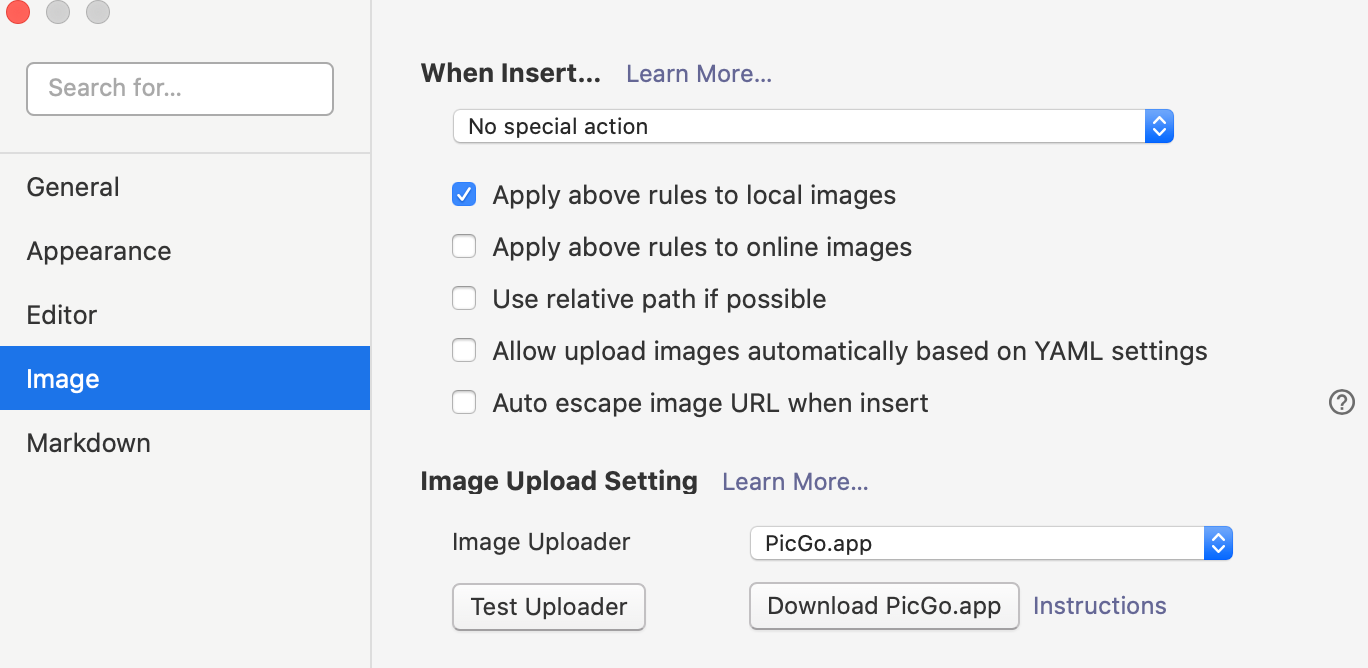 Search for...
General
Appearance
Editor
Image
Markdown
When Insert... Learn More...
No special action
Apply above rules to local images
Apply above rules to online images
Use relative path if possible
Allow upload images automatically based on YAML settings
Auto escape image URL when insert
?
Image Upload Setting Learn More...
Image Uploader PicGo.app
Test Uploader Download PicGo.app Instructions